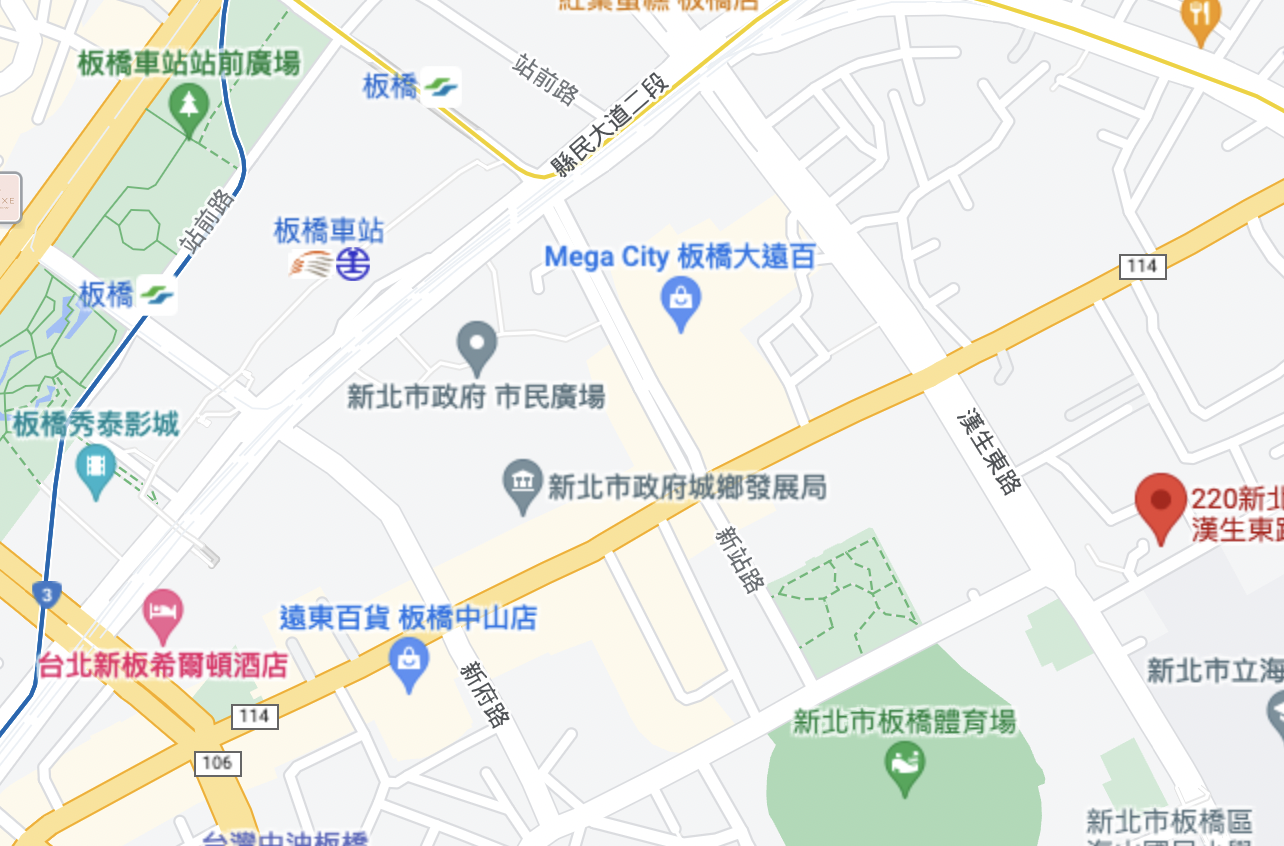 紅葉蛋糕 板橋店
板橋車站站前廣場
板橋
站前路
縣民大道二段
站前路
板橋車站
Mega City 板橋大遠百
114
板橋
新北市政府 市民廣場
板橋秀泰影城
漢生東路
新北市政府城鄉發展局
220新北
漢生東路
新站路
3
遠東百貨 板橋中山店
台北新板希爾頓酒店
新北市立海
新府路
114
新北市板橋體育場
106
新北市板橋區
海山國民小學
台灣中油板橋